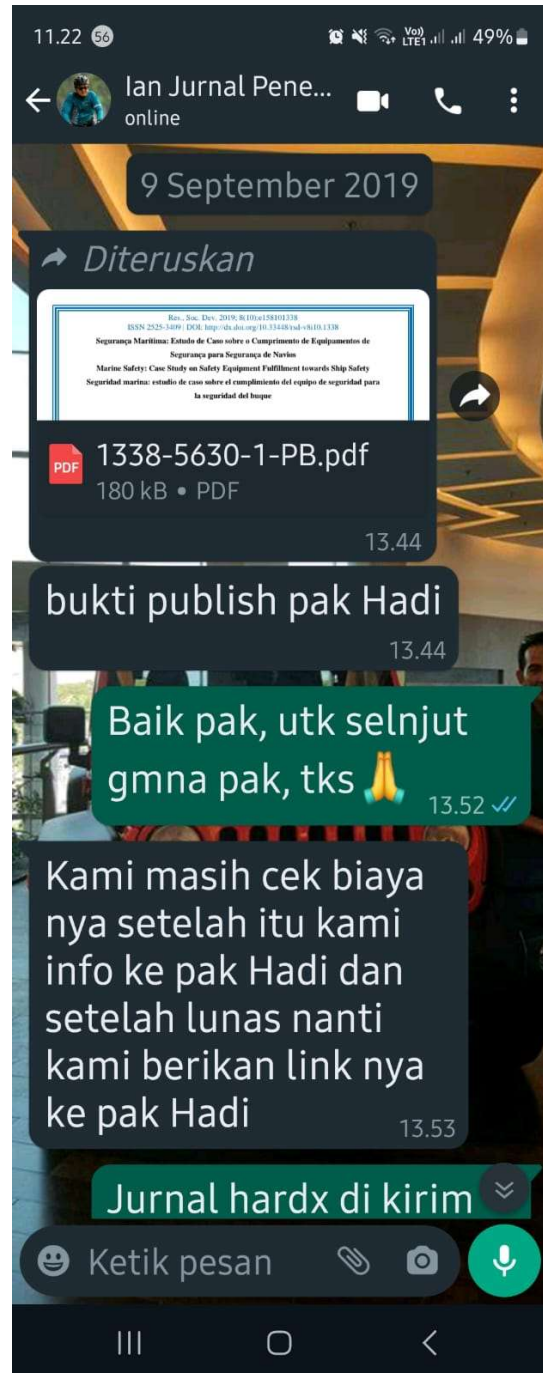 11.22 56 Vo)) LTE1 49%
Ian Jurnal Pene...
online
9 September 2019
Diteruskan
Rev., Soc. Dev. 2019; 8(10):e158101338
ISSN 2525-3409 | DOI: http://dx.doi.org/10.33448/rsd-v8i10.1338
Segurança Marítima: Estudo de Caso sobre o Cumprimento de Equipamentos de
Segurança para Segurança de Navios
Marine Safety: Case Study on Safety Equipment Fulfillment towards Ship Safety
Seguridad marina: estudio de caso sobre el cumplimiento del equipo de seguridad para
la seguridad del buque
PDF 1338-5630-1-PB.pdf
180 kB • PDF
13.44
bukti publish pak Hadi
13.44
Baik pak, utk selnjut
gmna pak, tks 🙏 13.52
Kami masih cek biaya
nya setelah itu kami
info ke pak Hadi dan
setelah lunas nanti
kami berikan link nya
ke pak Hadi 13.53
Jurnal hardx di kirim
Ketik pesan